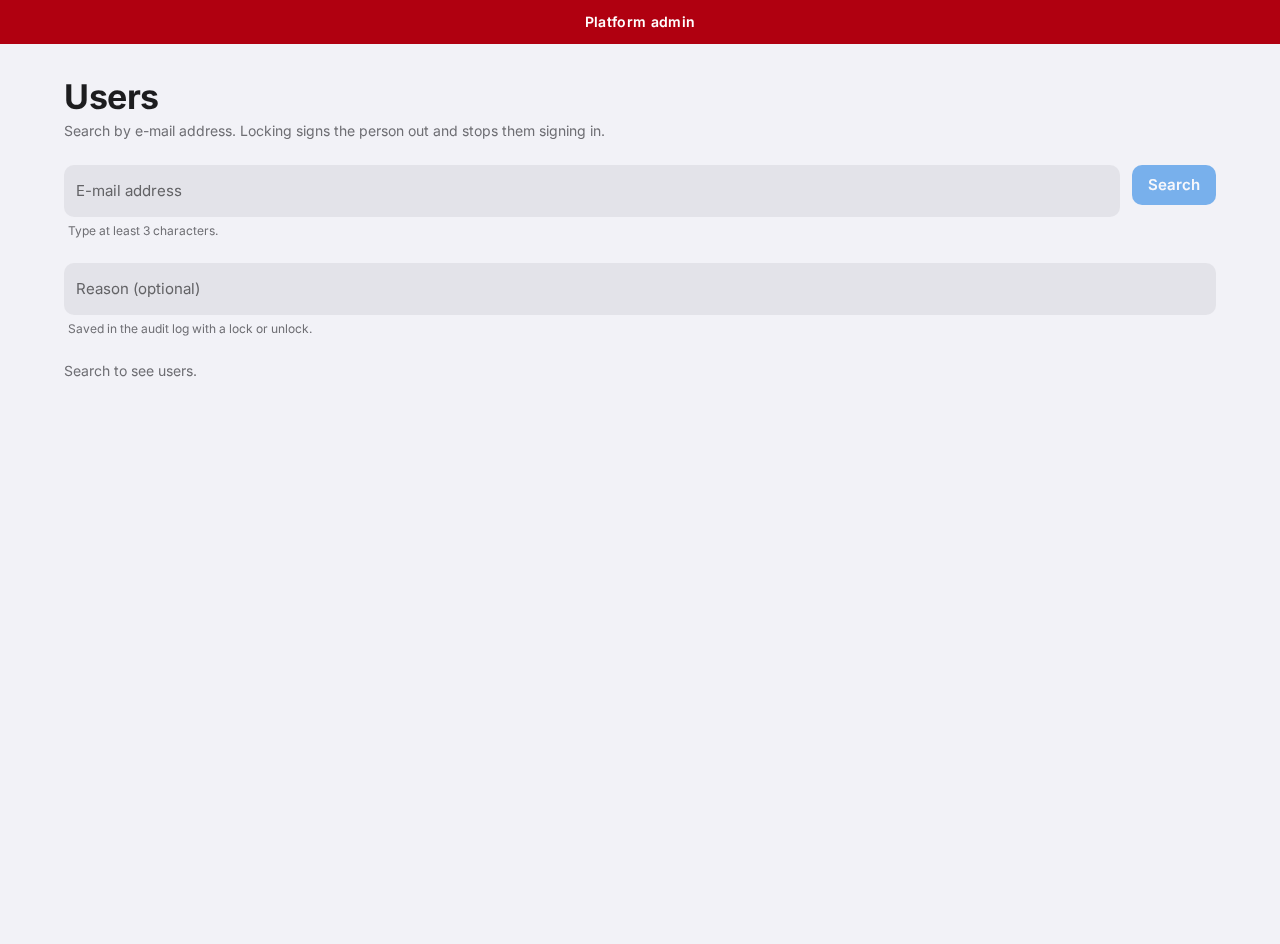 Platform admin
Users
Search by e-mail address. Locking signs the person out and stops them signing in.
E-mail address
Search
Type at least 3 characters.
Reason (optional)
Saved in the audit log with a lock or unlock.
Search to see users.